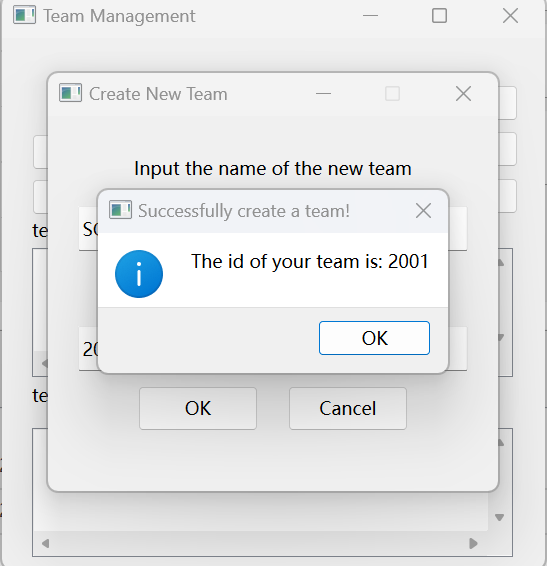 Team Management
Create New Team
Input the name of the new team
Successfully create a team!
The id of your team is: 2001
OK
OK
Cancel